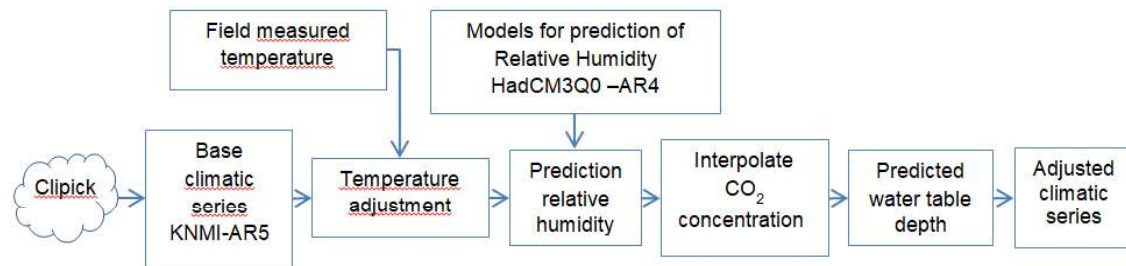 Field measured
temperature
Models for prediction of
Relative Humidity
HadCM3Q0 –AR4
Clipick
Base
climatic
series
KNMI-AR5
Temperature
adjustment
Prediction
relative
humidity
Interpolate
CO2
concentration
Predicted
water table
depth
Adjusted
climatic
series